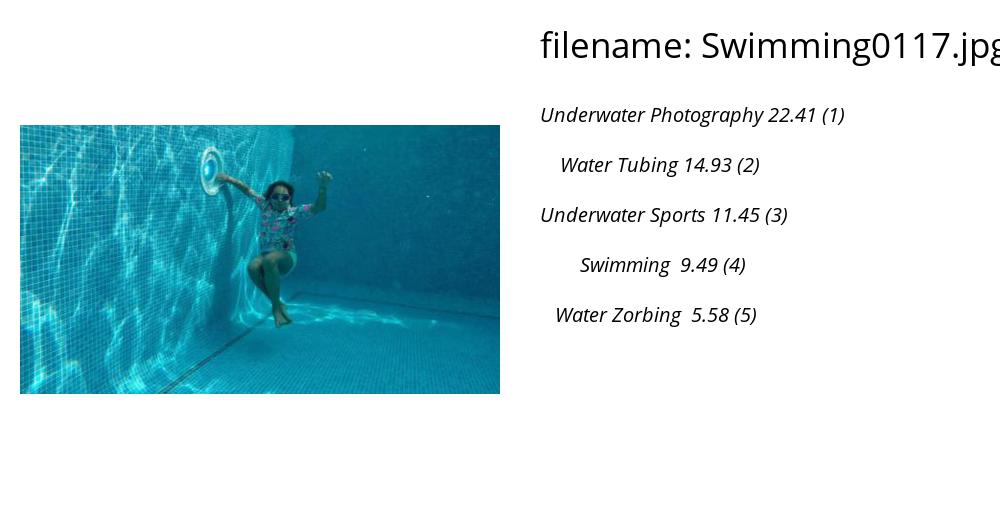 filename: Swimming0117.jpg
Underwater Photography 22.41 (1)
Water Tubing 14.93 (2)
Underwater Sports 11.45 (3)
Swimming 9.49 (4)
Water Zorbing 5.58 (5)